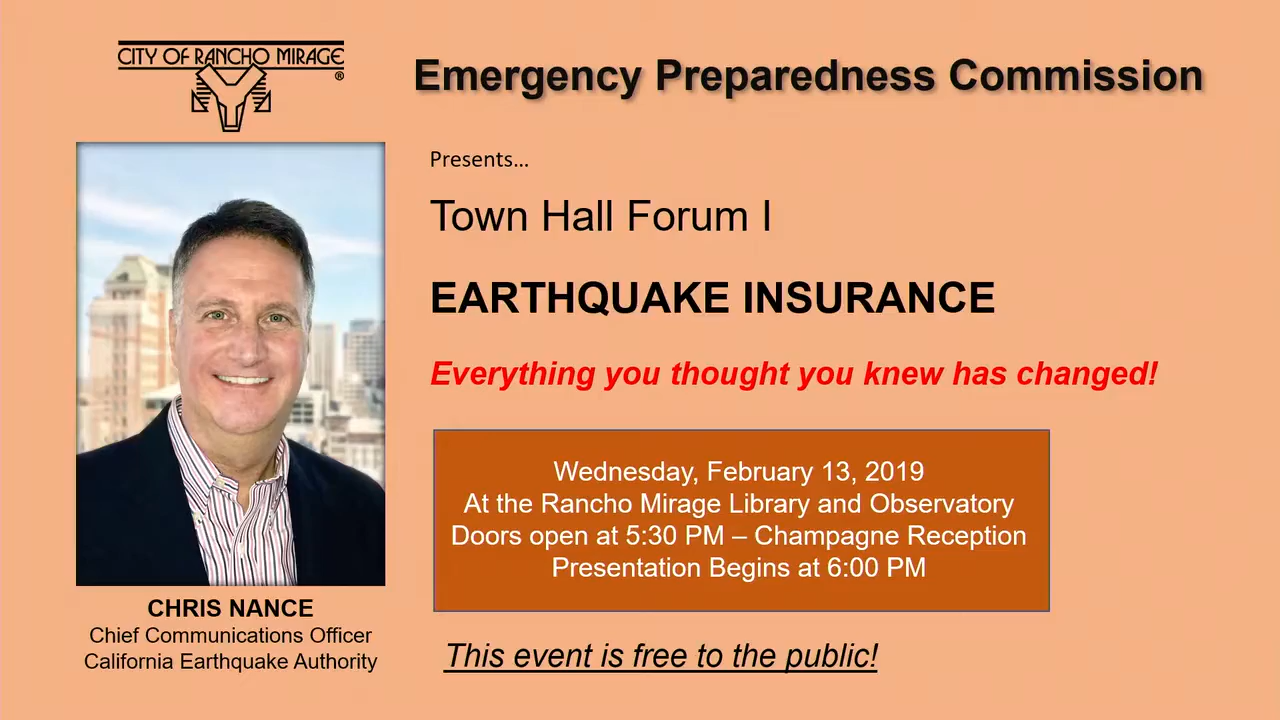 CITY OF RANCHO MIRAGE
®
Emergency Preparedness Commission
Presents...
Town Hall Forum I
EARTHQUAKE INSURANCE
Everything you thought you knew has changed!
Wednesday, February 13, 2019
At the Rancho Mirage Library and Observatory
Doors open at 5:30 PM – Champagne Reception
Presentation Begins at 6:00 PM
CHRIS NANCE
Chief Communications Officer
California Earthquake Authority
This event is free to the public!